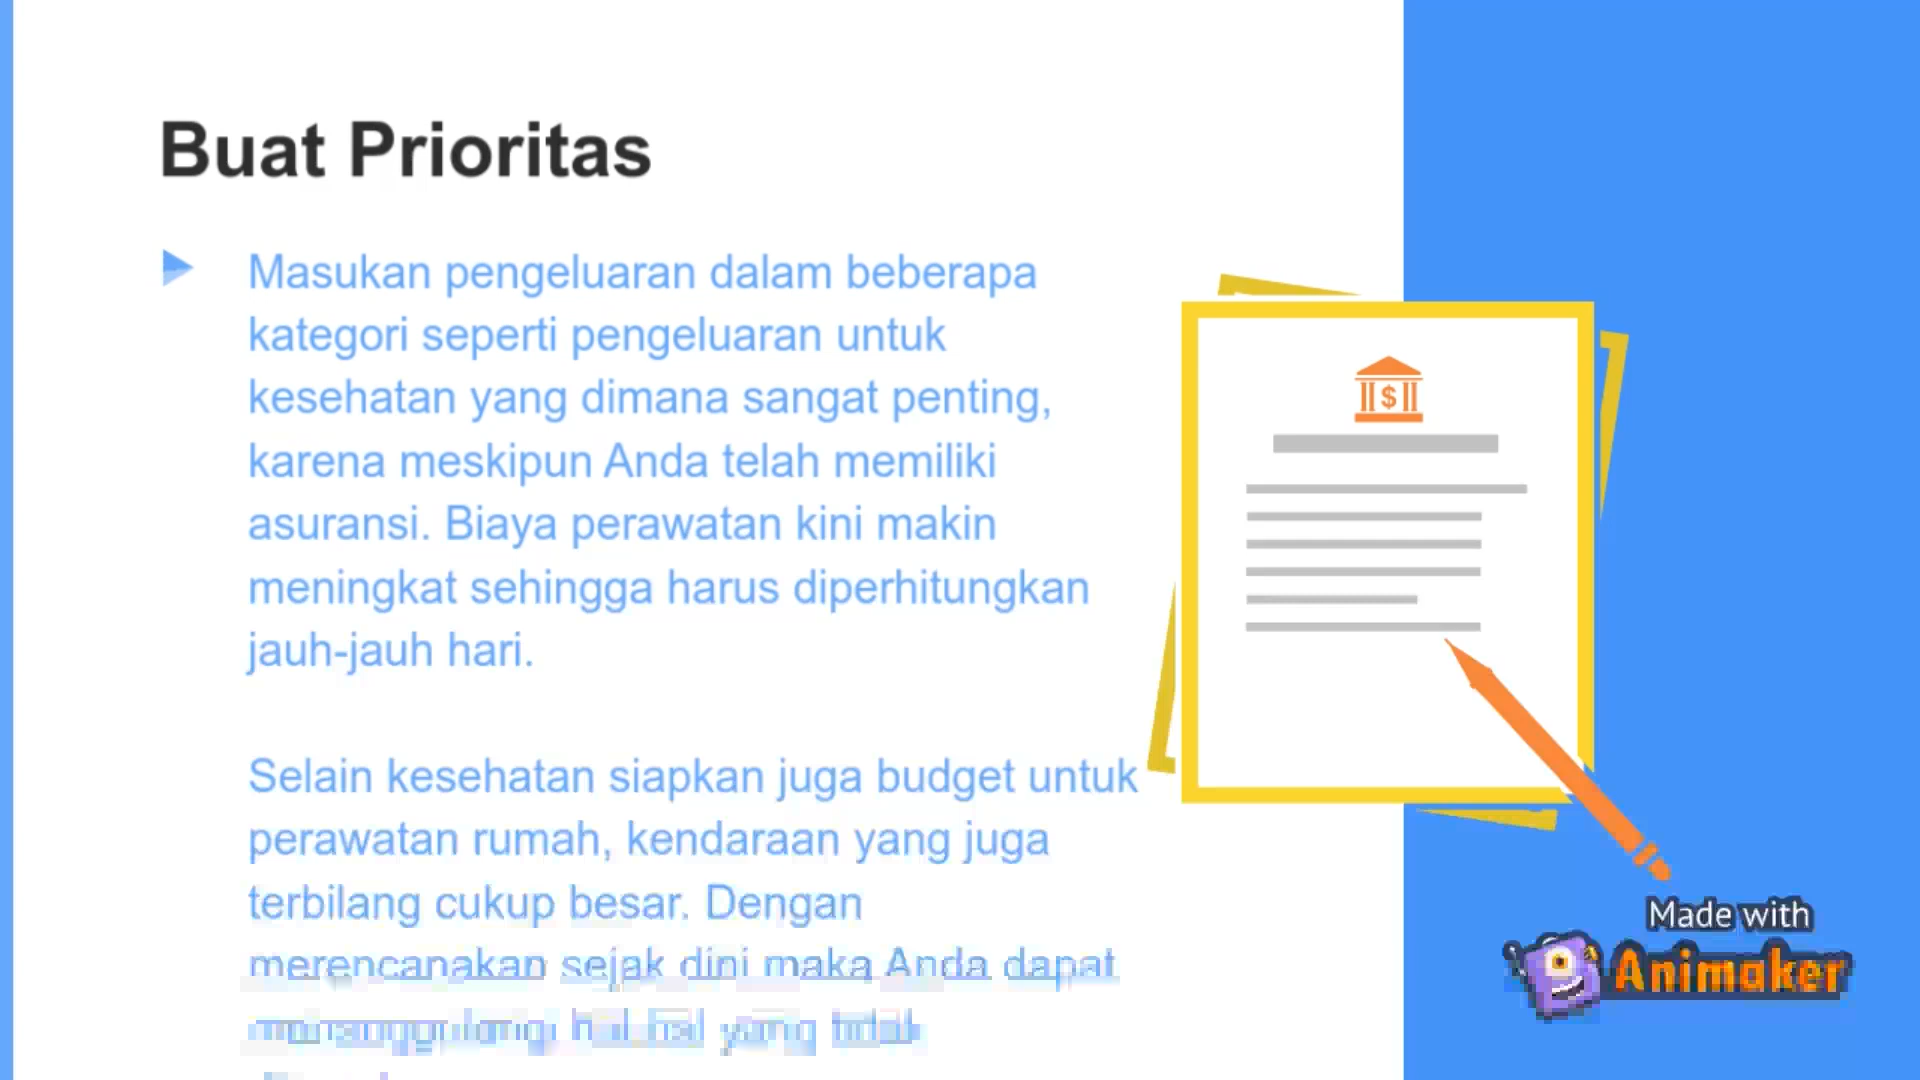 Buat Prioritas
Masukan pengeluaran dalam beberapa
kategori seperti pengeluaran untuk
kesehatan yang dimana sangat penting,
karena meskipun Anda telah memiliki
asuransi. Biaya perawatan kini makin
meningkat sehingga harus diperhitungkan
jauh-jauh hari.
Selain kesehatan siapkan juga budget untuk
perawatan rumah, kendaraan yang juga
terbilang cukup besar. Dengan
merencanakan sejak dini maka Anda dapat
yang tidak
$
Made with
Animaker